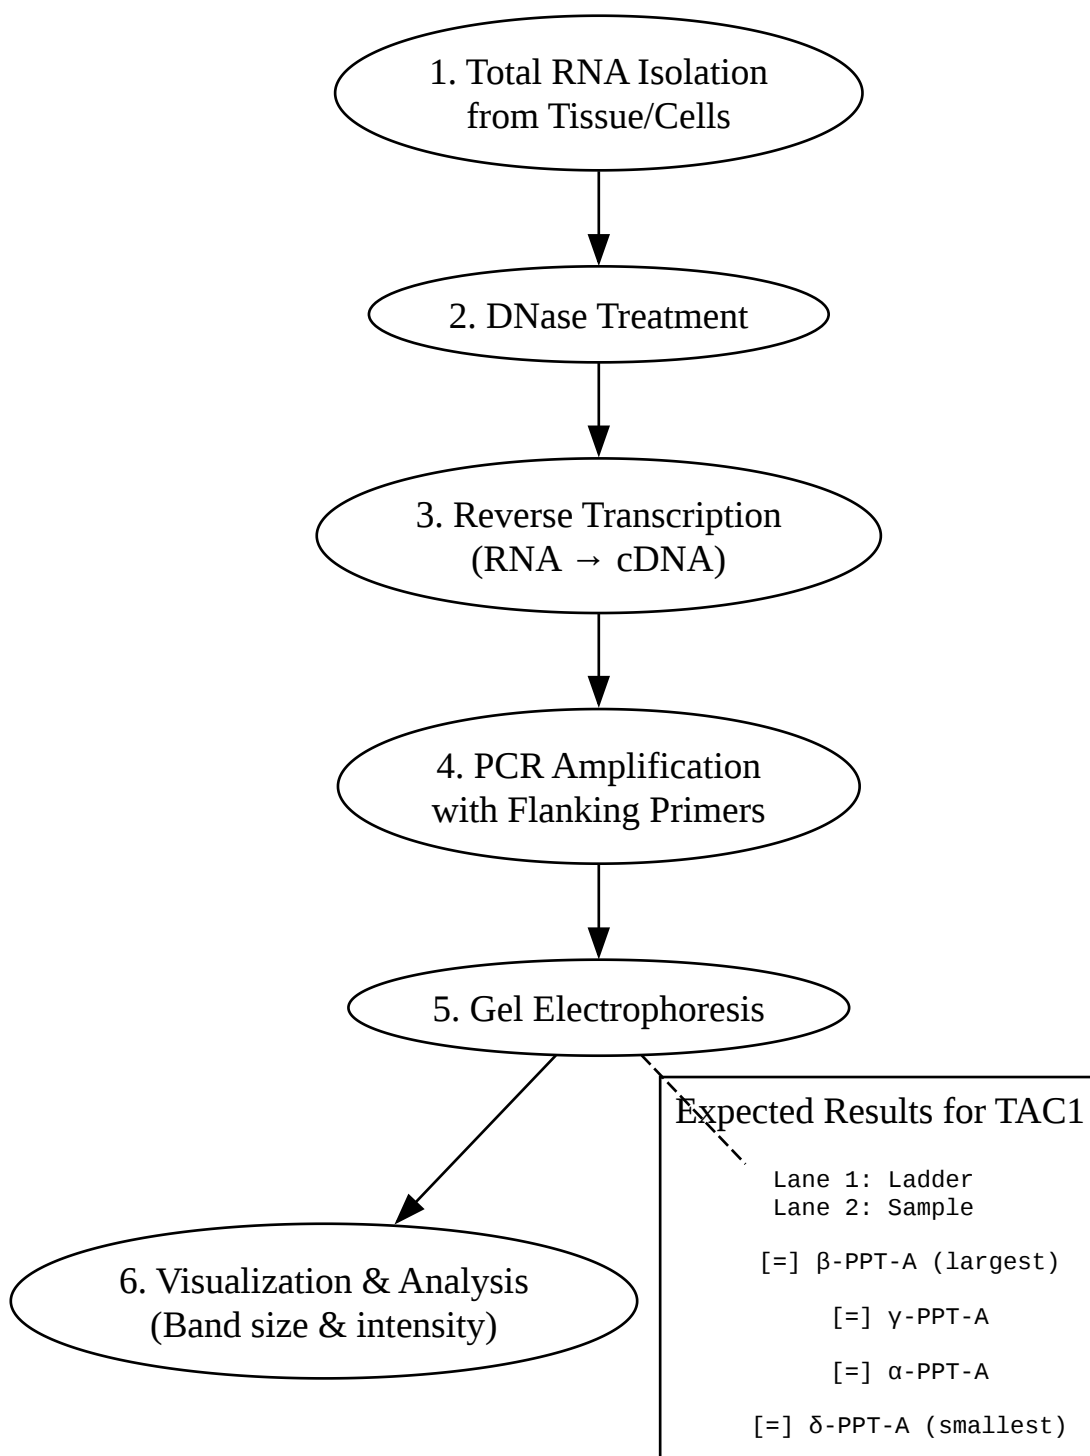 1. Total RNA Isolation
from Tissue/Cells
2. DNase Treatment
3. Reverse Transcription
(RNA → cDNA)
4. PCR Amplification
with Flanking Primers
5. Gel Electrophoresis
Expected Results for TAC1
Lane 1: Ladder
Lane 2: Sample
[=] β-PPT-A (largest)
[=] γ-PPT-A
[=] α-PPT-A
[=] δ-PPT-A (smallest)
6. Visualization & Analysis
(Band size & intensity)